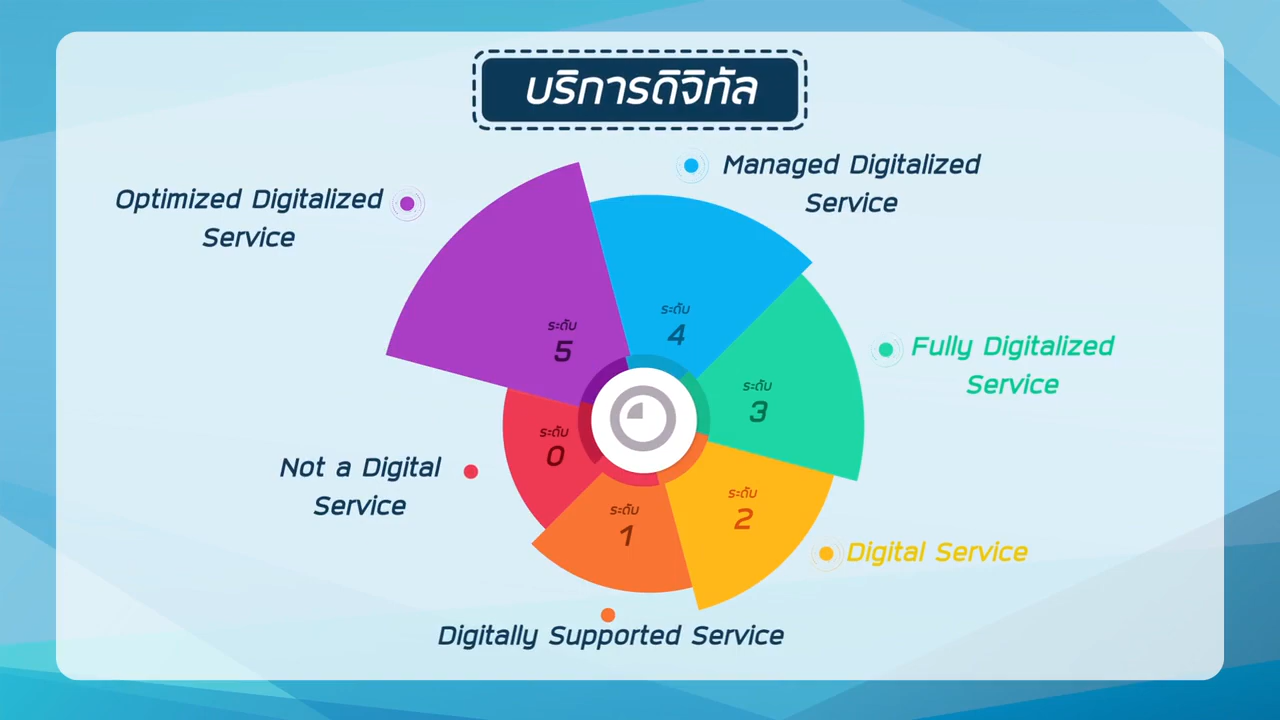 บริการดิจิทัล
Optimized Digitalized
Service
Managed Digitalized
Service
ระดับ
5
ระดับ
4
Fully Digitalized
Service
ระดับ
3
Not a Digital
Service
ระดับ
0
ระดับ
1
ระดับ
2
Digital Service
Digitally Supported Service